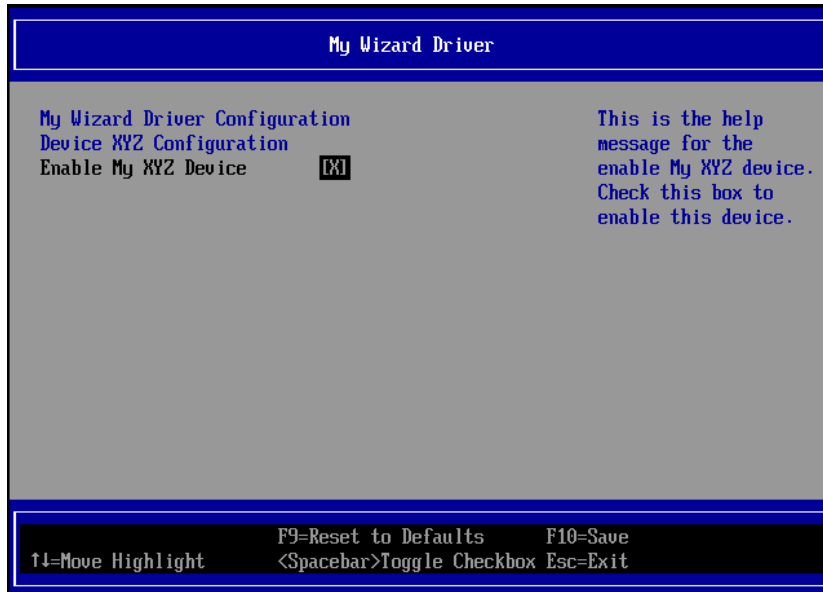 My Wizard Driver
My Wizard Driver Configuration
Device XYZ Configuration
Enable My XYZ Device [X]
This is the help
message for the
enable My XYZ device.
Check this box to
enable this device.
F9=Reset to Defaults F10=Save
↑↓=Move Highlight <Spacebar>Toggle Checkbox Esc=Exit